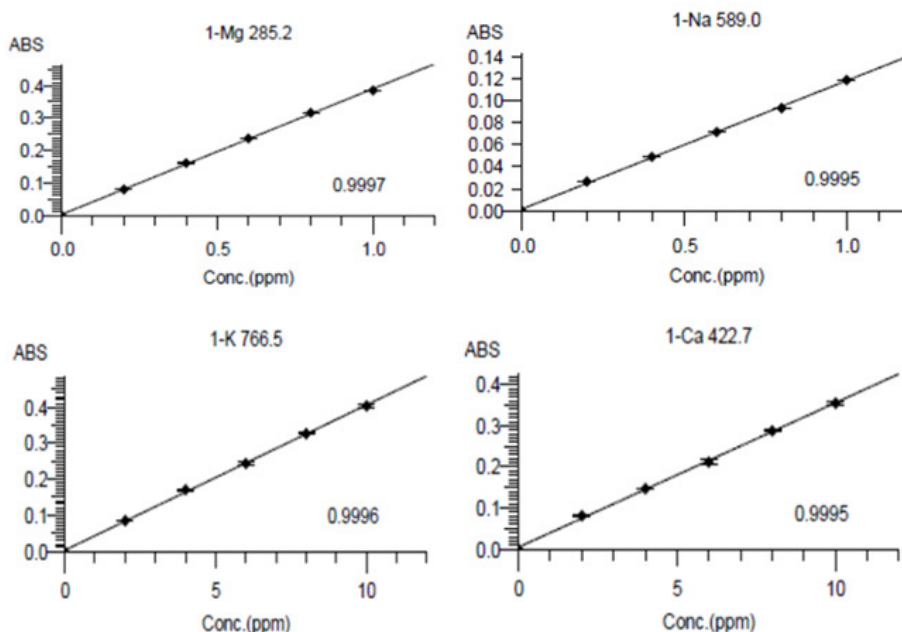 1-Mg 285.2
ABS
0.4
0.3
0.2
0.1
0.0
0.9997
0.0 0.5 1.0
Conc.(ppm)
1-Na 589.0
ABS
0.14
0.12
0.10
0.08
0.06
0.04
0.02
0.00
0.9995
0.0 0.5 1.0
Conc.(ppm)
1-K 766.5
ABS
0.4
0.3
0.2
0.1
0.0
0.9996
0 5 10
Conc.(ppm)
1-Ca 422.7
ABS
0.4
0.3
0.2
0.1
0.0
0.9995
0 5 10
Conc.(ppm)